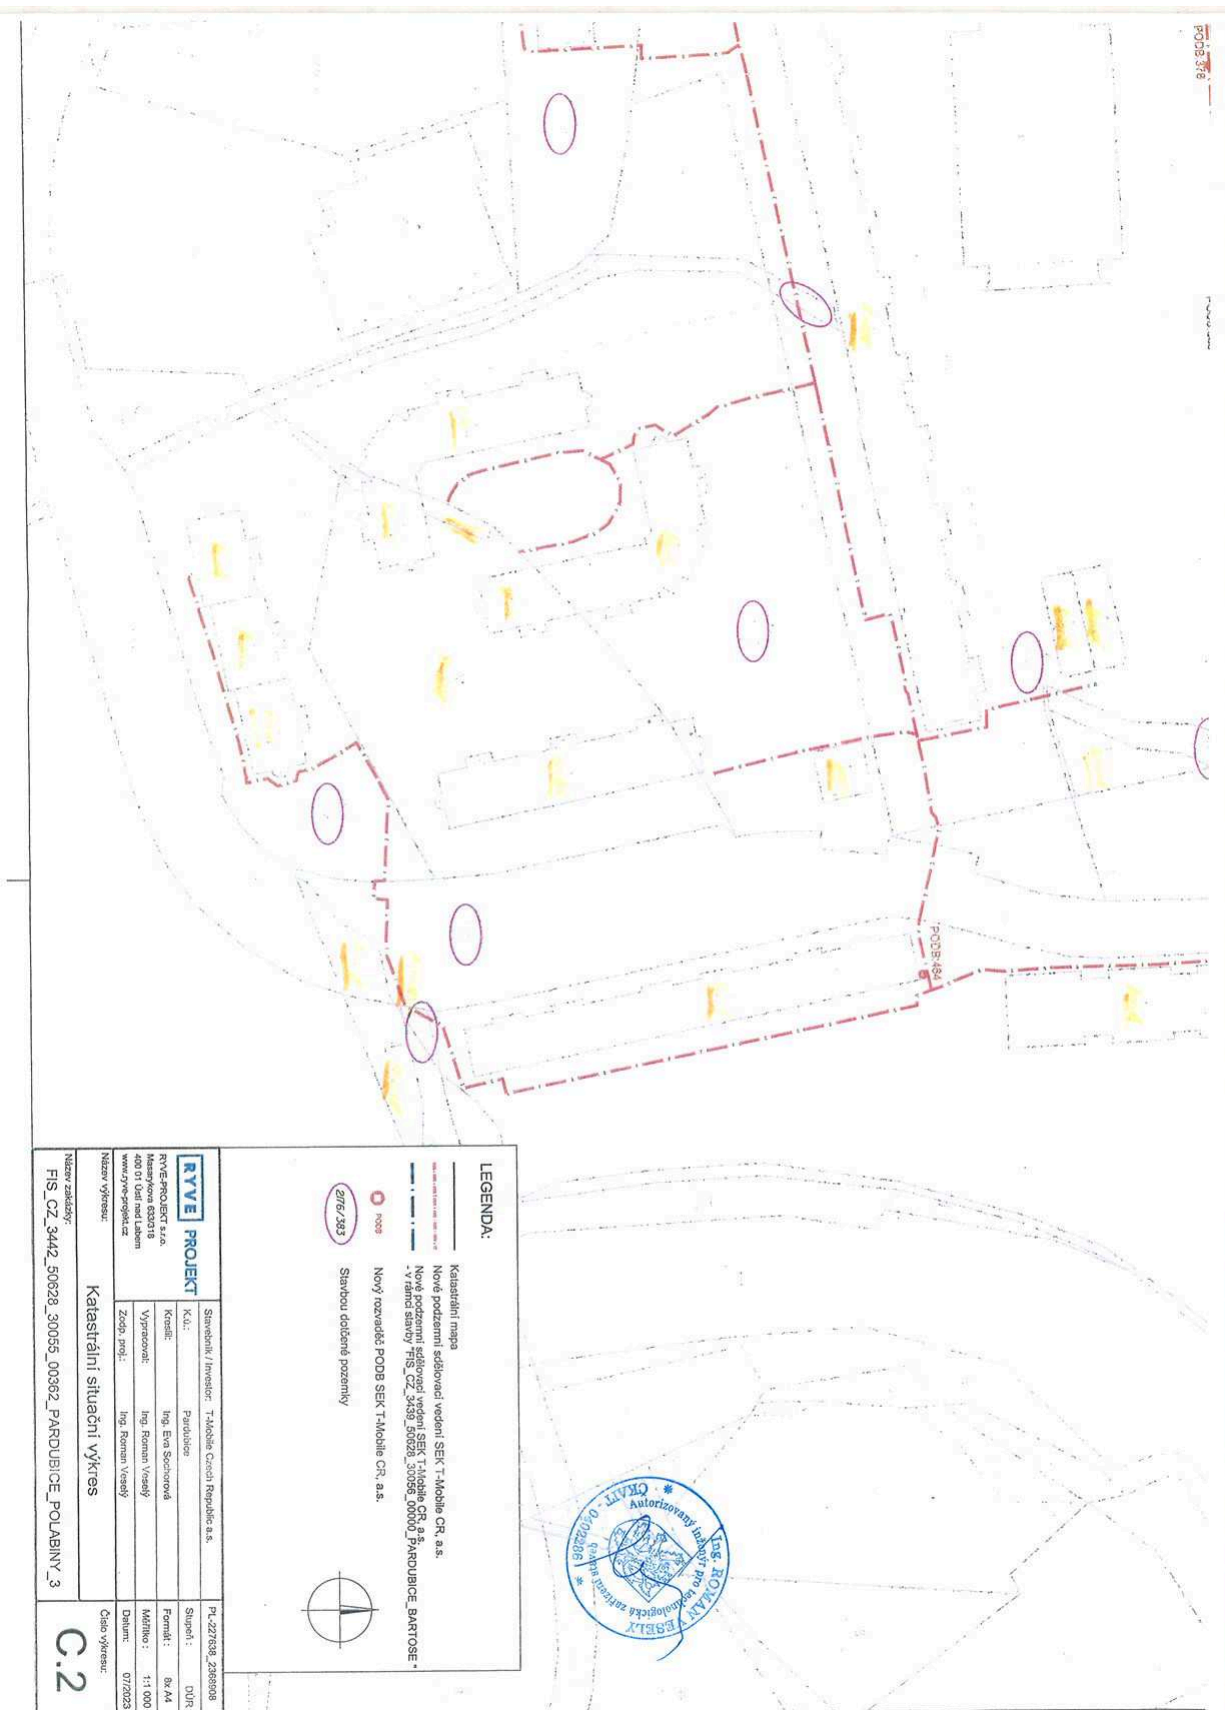 PODB 378
PODB 484
LEGENDA:
Katastrální mapa
Nové podzemní sdělovací vedení SEK T-Mobile CR, a.s.
Nové podzemní sdělovací vedení SEK T-Mobile CR, a.s.
- v rámci stavby "FIS_CZ_3439_50628_30056_00000_PARDUBICE_BARTOSE"
PODB
Nový rozvaděč PODB SEK T-Mobile CR, a.s.
2176/383
Stavbou dotčené pozemky
Ing. ROMAN VESELÝ
Autorizovaný inženýr pro technologická zařízení staveb
ČKAIT - 0402286
RYVE PROJEKT
RYVE-PROJEKT s.r.o.
Masarykova 633/318
400 01 Ústí nad Labem
www.ryve-projekt.cz
Stavebník / Investor: T-Mobile Czech Republic a.s.
PL-227638_2368908
K.ú.: Pardubice
Stupeň : DÚR
Kreslil: Ing. Eva Sochorová
Formát : 8x A4
Vypracoval: Ing. Roman Veselý
Měřítko : 1:1 000
Zodp. proj.: Ing. Roman Veselý
Datum: 07/2023
Název výkresu:
Katastrální situační výkres
Číslo výkresu:
C.2
Název zakázky:
FIS_CZ_3442_50628_30055_00362_PARDUBICE_POLABINY_3